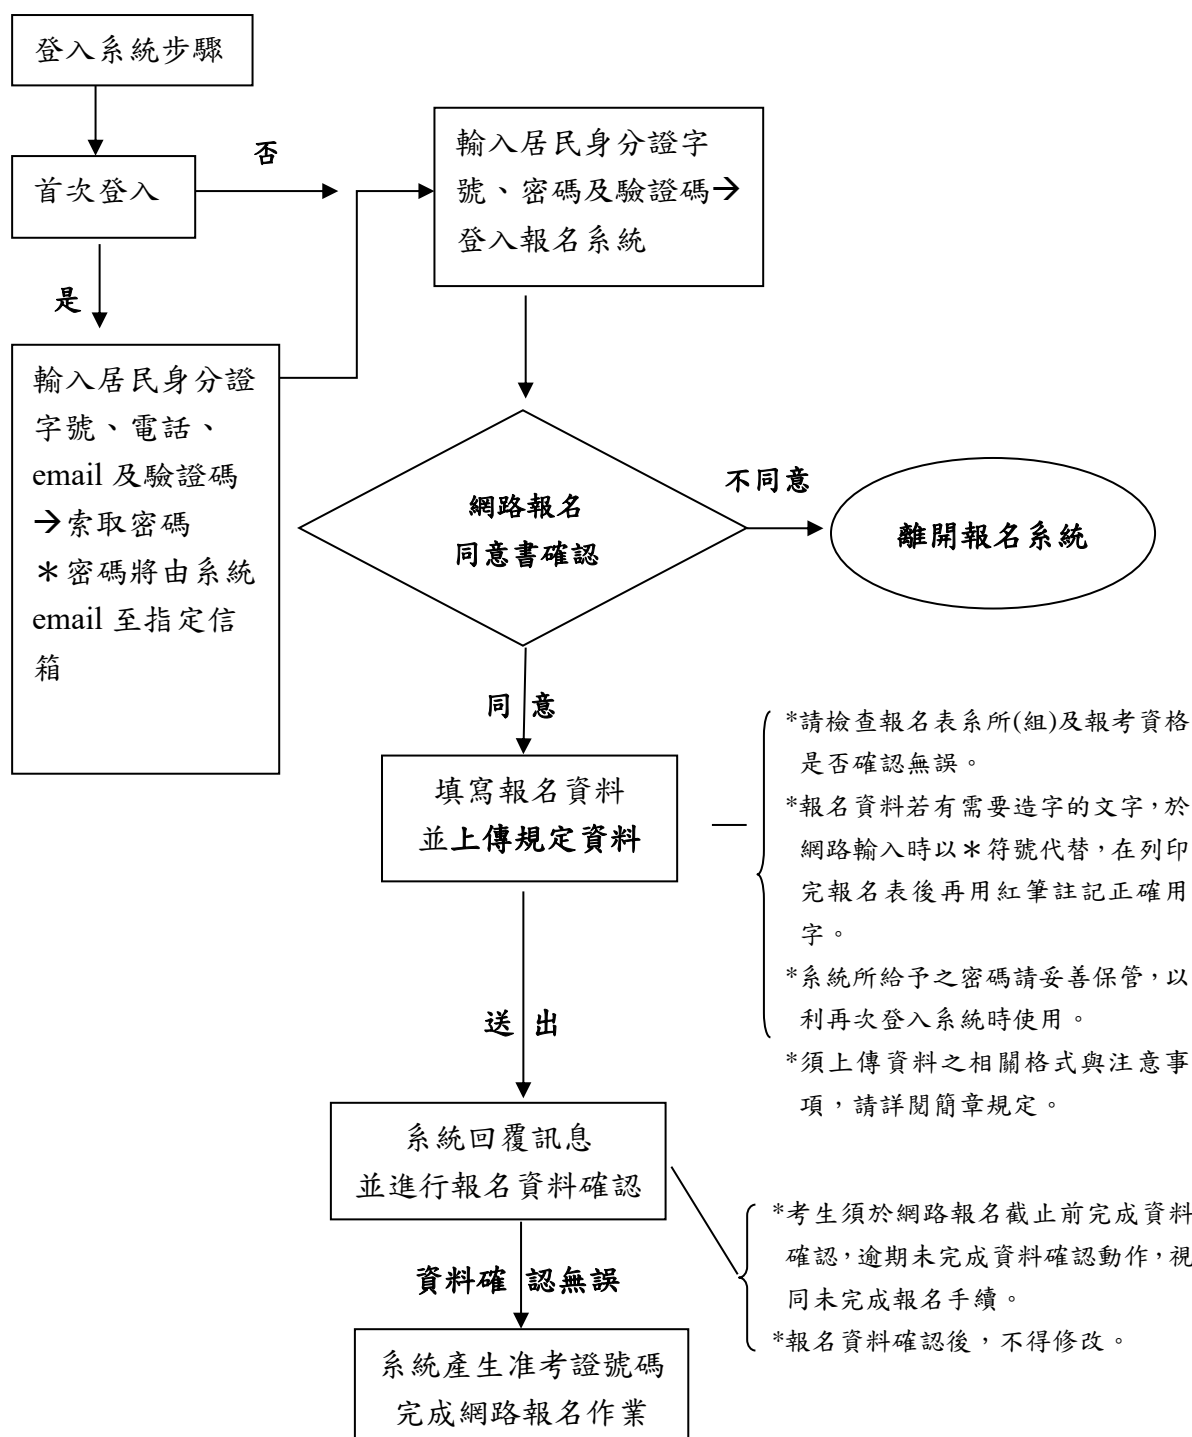 登入系統步驟
首次登入
否
是
輸入居民身分證字
號、密碼及驗證碼→
登入報名系統
輸入居民身分證
字號、電話、
email 及驗證碼
→索取密碼
＊密碼將由系統
email 至指定信
箱
網路報名
同意書確認
不同意
離開報名系統
同 意
填寫報名資料
並上傳規定資料
*請檢查報名表系所(組)及報考資格
是否確認無誤。
*報名資料若有需要造字的文字，於
網路輸入時以＊符號代替，在列印
完報名表後再用紅筆註記正確用
字。
*系統所給予之密碼請妥善保管，以
利再次登入系統時使用。
*須上傳資料之相關格式與注意事
項，請詳閱簡章規定。
送 出
系統回覆訊息
並進行報名資料確認
*考生須於網路報名截止前完成資料
確認，逾期未完成資料確認動作，視
同未完成報名手續。
*報名資料確認後，不得修改。
資料確 認無誤
系統產生准考證號碼
完成網路報名作業